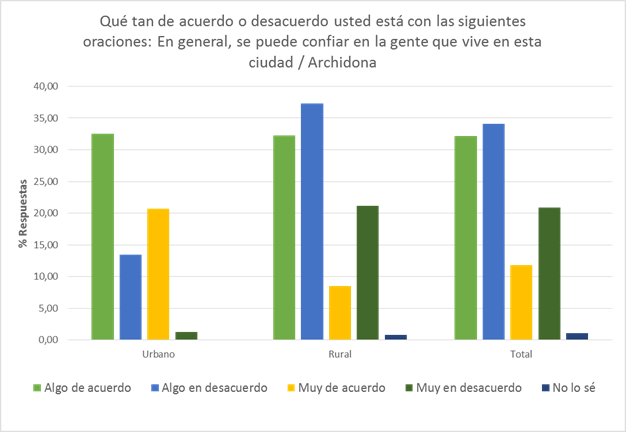 Qué tan de acuerdo o desacuerdo usted está con las siguientes
oraciones: En general, se puede confiar en la gente que vive en esta
ciudad / Archidona
40,00
35,00
30,00
25,00
20,00
15,00
10,00
5,00
0,00
% Respuestas
Urbano Rural Total
Algo de acuerdo Algo en desacuerdo Muy de acuerdo Muy en desacuerdo No lo sé